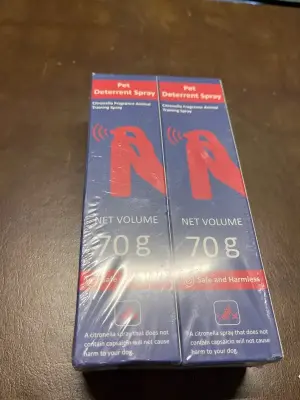 Pet
Deterrent Spray
Citronella Fragrance Animal
Training Spray
NET VOLUME
70 g
Safe and Harmless
A citronella spray that does not
contain capsaicin will not cause
harm to your dog.
Pet
Deterrent Spray
Citronella Fragrance Animal
Training Spray
NET VOLUME
70 g
Safe and Harmless
A citronella spray that does not
contain capsaicin will not cause
harm to your dog.